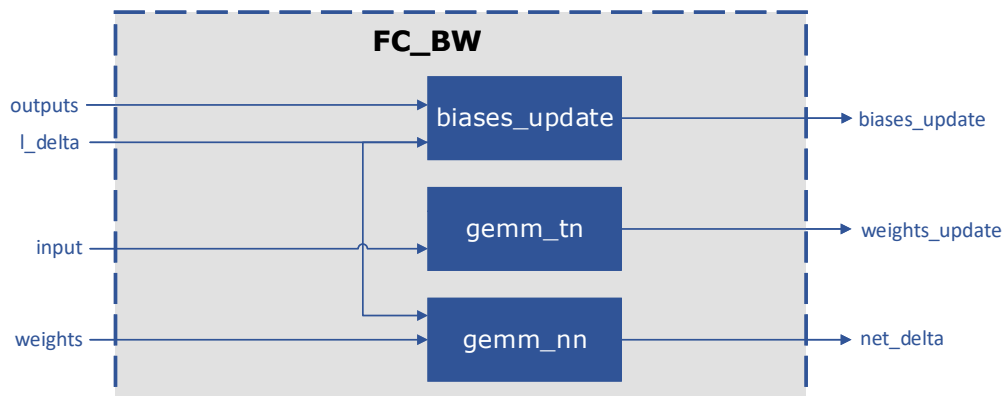 FC_BW
outputs
l_delta
input
weights
biases_update
gemm_tn
gemm_nn
biases_update
weights_update
net_delta